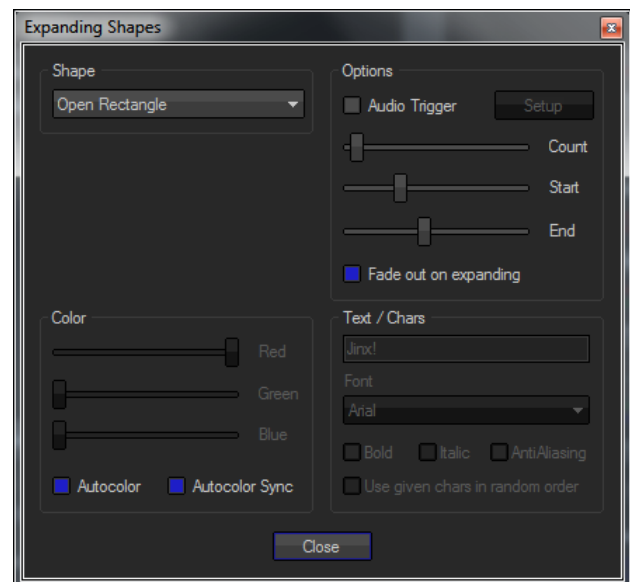 Expanding Shapes
Shape
Open Rectangle
Options
Audio Trigger
Setup
Count
Start
End
Fade out on expanding
Color
Red
Green
Blue
Autocolor
Autocolor Sync
Text / Chars
Jinx!
Font
Arial
Bold
Italic
AntiAliasing
Use given chars in random order
Close